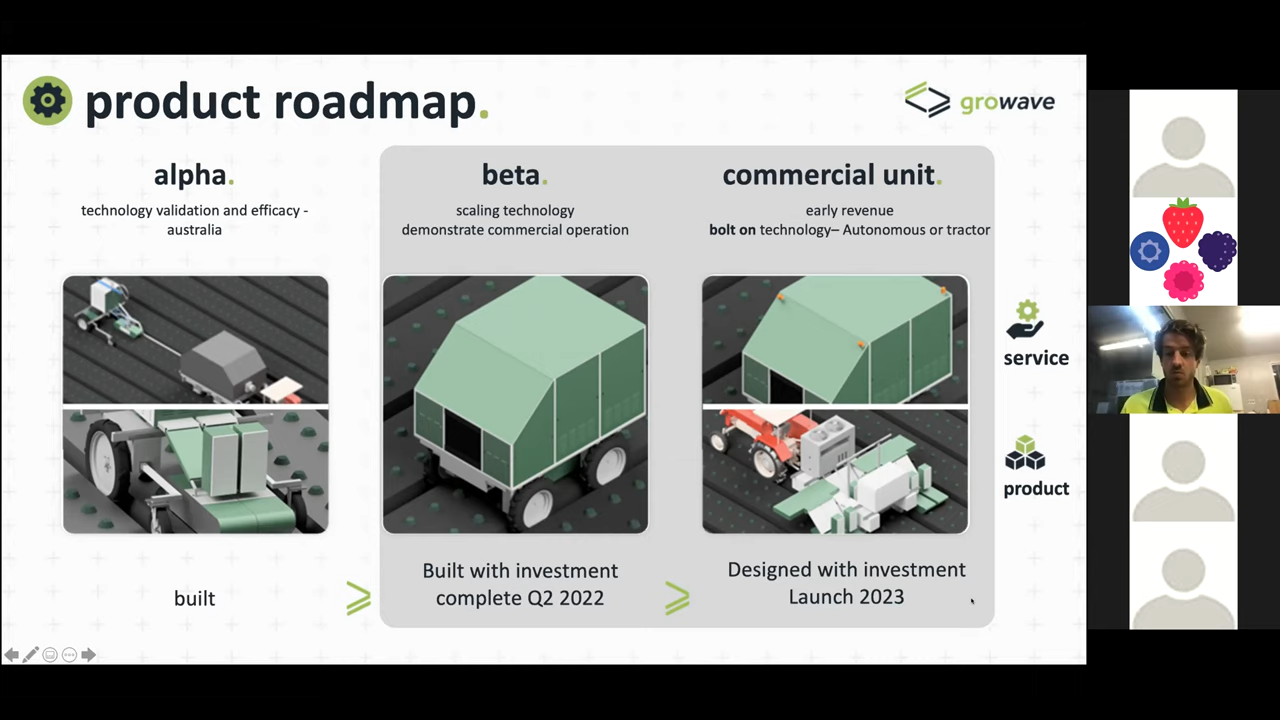 product roadmap.
growave
alpha.
technology validation and efficacy -
australia
beta.
scaling technology
demonstrate commercial operation
commercial unit.
early revenue
bolt on technology– Autonomous or tractor
service
product
built
Built with investment
complete Q2 2022
Designed with investment
Launch 2023